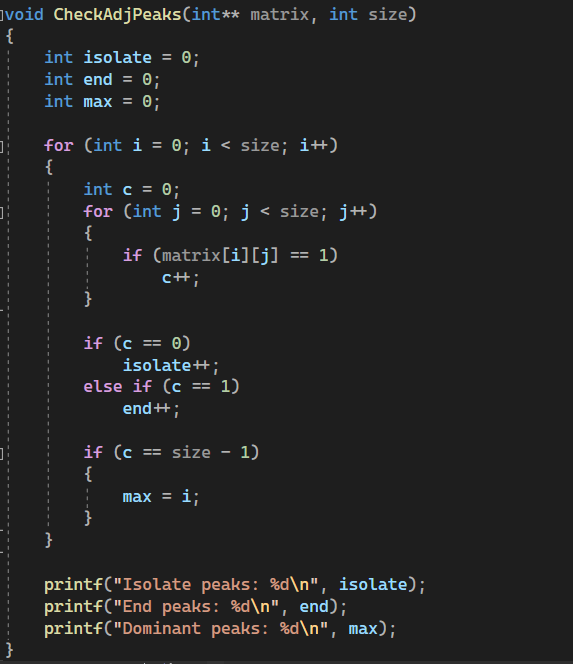 void CheckAdjPeaks(int** matrix, int size)
{
    int isolate = 0;
    int end = 0;
    int max = 0;

    for (int i = 0; i < size; i++)
    {
        int c = 0;
        for (int j = 0; j < size; j++)
        {
            if (matrix[i][j] == 1)
                c++;
        }

        if (c == 0)
            isolate++;
        else if (c == 1)
            end++;

        if (c == size - 1)
        {
            max = i;
        }
    }

    printf("Isolate peaks: %d\n", isolate);
    printf("End peaks: %d\n", end);
    printf("Dominant peaks: %d\n", max);
}